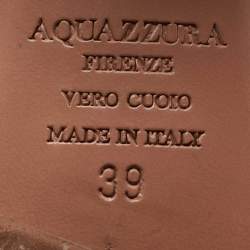 AQUAZZURA
FIRENZE
VERO CUOIO
MADE IN ITALY
39